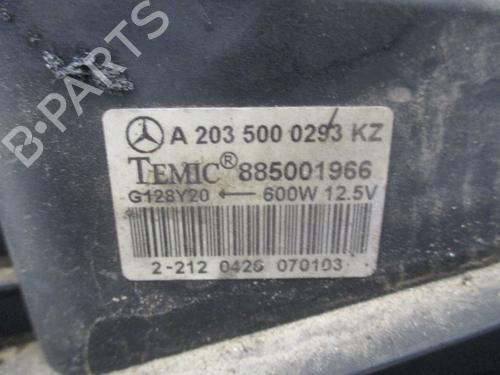 B-PARTS
A 203 500 0293 KZ
TEMIC® 885001966
G128Y20 ← 600W 12.5V
2-212 0426 070103